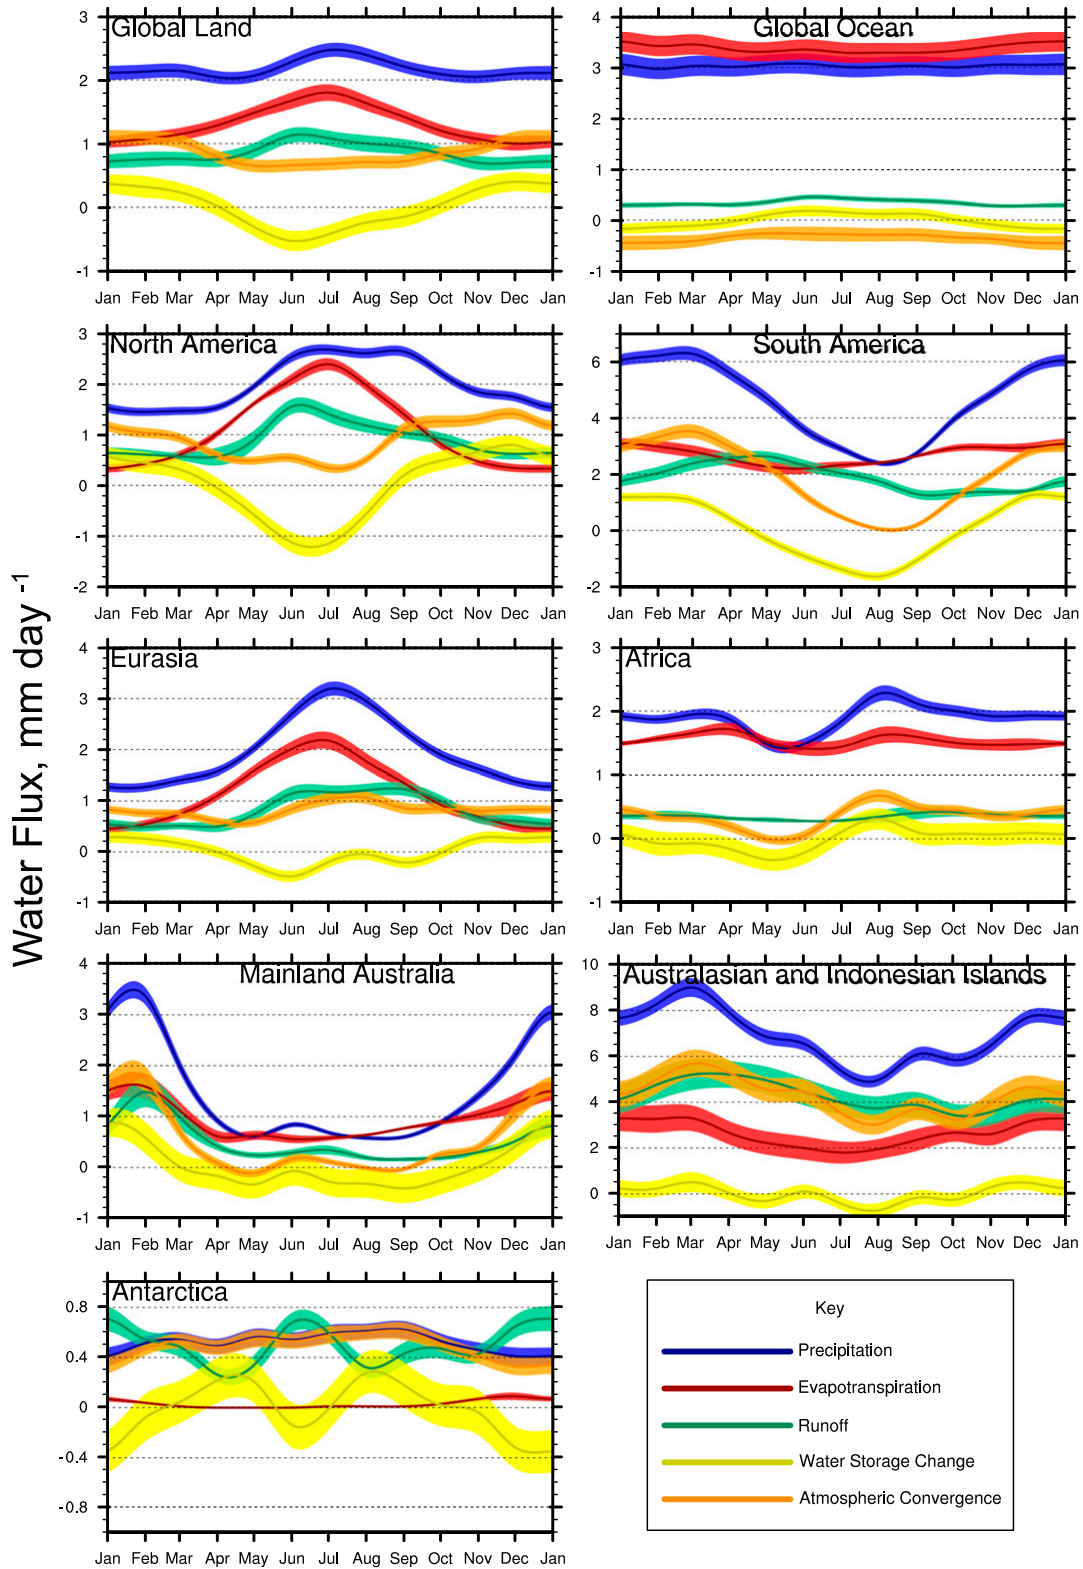 Water Flux, mm day -1
Global Land
3
2
1
0
-1
Jan Feb Mar Apr May Jun Jul Aug Sep Oct Nov Dec Jan
Global Ocean
4
3
2
1
0
-1
Jan Feb Mar Apr May Jun Jul Aug Sep Oct Nov Dec Jan
North America
3
2
1
0
-1
-2
Jan Feb Mar Apr May Jun Jul Aug Sep Oct Nov Dec Jan
South America
6
4
2
0
-2
Jan Feb Mar Apr May Jun Jul Aug Sep Oct Nov Dec Jan
Eurasia
4
3
2
1
0
-1
Jan Feb Mar Apr May Jun Jul Aug Sep Oct Nov Dec Jan
Africa
3
2
1
0
-1
Jan Feb Mar Apr May Jun Jul Aug Sep Oct Nov Dec Jan
Mainland Australia
4
3
2
1
0
-1
Jan Feb Mar Apr May Jun Jul Aug Sep Oct Nov Dec Jan
Australasian and Indonesian Islands
10
8
6
4
2
0
Jan Feb Mar Apr May Jun Jul Aug Sep Oct Nov Dec Jan
Antarctica
0.8
0.4
0
-0.4
-0.8
Jan Feb Mar Apr May Jun Jul Aug Sep Oct Nov Dec Jan
Key
Precipitation
Evapotranspiration
Runoff
Water Storage Change
Atmospheric Convergence